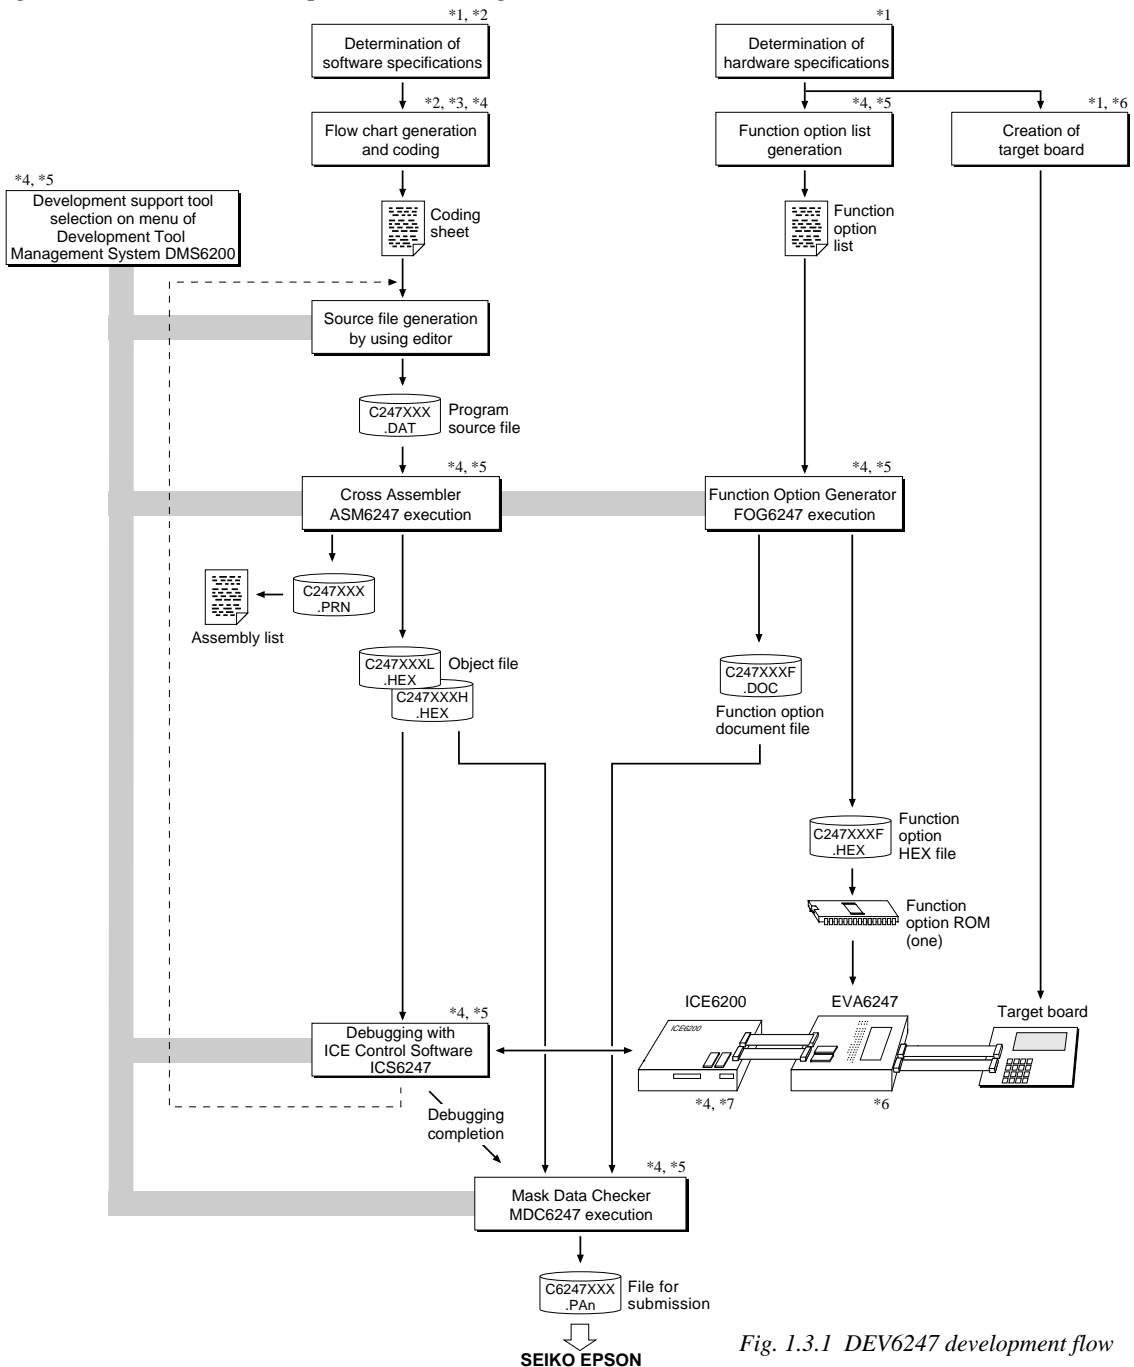 *1, *2
Determination of
software specifications
*1
Determination of
hardware specifications
*2, *3, *4
Flow chart generation
and coding
*4, *5
Function option list
generation
*1, *6
Creation of
target board
*4, *5
Development support tool
selection on menu of
Development Tool
Management System DMS6200
Coding
sheet
Function
option
list
Source file generation
by using editor
C247XXX
.DAT
Program
source file
*4, *5
Cross Assembler
ASM6247 execution
*4, *5
Function Option Generator
FOG6247 execution
C247XXX
.PRN
Assembly list
C247XXXL
.HEX
Object file
C247XXXH
.HEX
C247XXXF
.DOC
Function option
document file
C247XXXF
.HEX
Function
option
HEX file
Function
option ROM
(one)
*4, *5
Debugging with
ICE Control Software
ICS6247
ICE6200
ICE6200
*4, *7
EVA6247
*6
Target board
Debugging
completion
*4, *5
Mask Data Checker
MDC6247 execution
C6247XXX
.PAn
File for
submission
SEIKO EPSON
Fig. 1.3.1 DEV6247 development flow